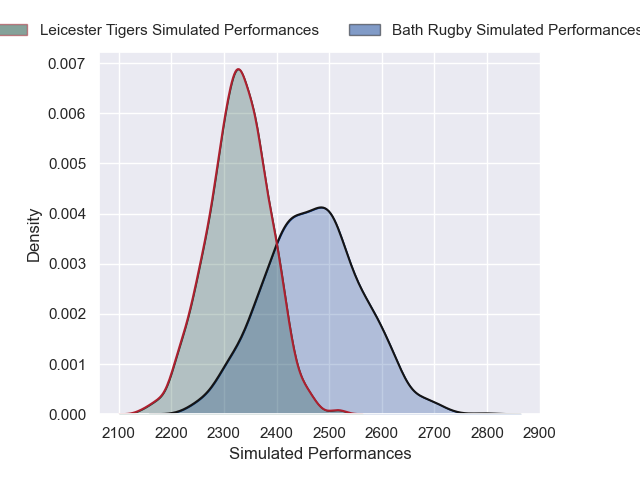 Leicester Tigers Simulated Performances Bath Rugby Simulated Performances
0.007
0.006
0.005
0.004
0.003
0.002
0.001
0.000
Density
2100 2200 2300 2400 2500 2600 2700 2800 2900
Simulated Performances